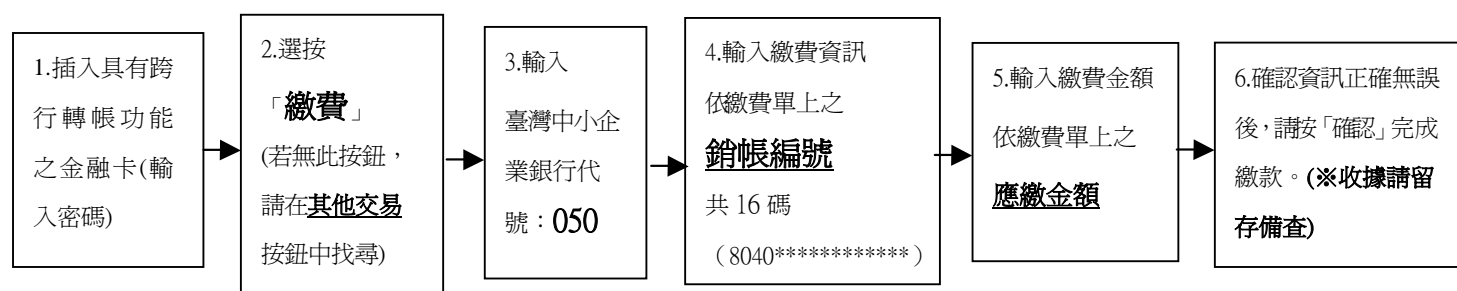 1.插入具有跨
行轉帳功能
之金融卡(輸
入密碼)
2.選按
「繳費」
(若無此按鈕，
請在其他交易
按鈕中找尋)
3.輸入
臺灣中小企
業銀行代
號：050
4.輸入繳費資訊
依繳費單上之
銷帳編號
共 16 碼
（8040************）
5.輸入繳費金額
依繳費單上之
應繳金額
6.確認資訊正確無誤
後，請按「確認」完成
繳款。(※收據請留
存備查)